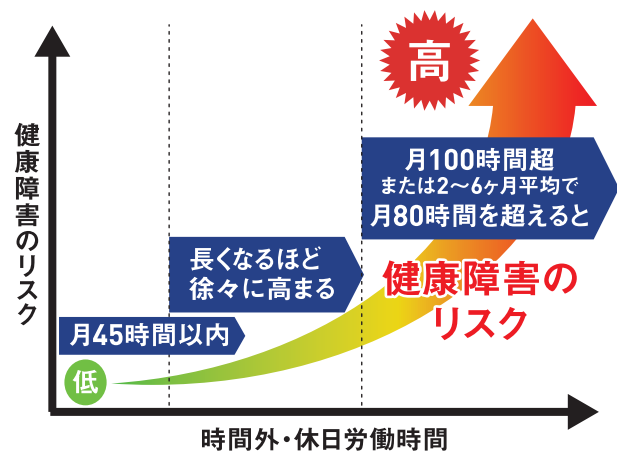 高
月100時間超
または2～6ヶ月平均で
月80時間を超えると
長くなるほど
徐々に高まる
健康障害の
リスク
月45時間以内
低
健康障害のリスク
時間外・休日労働時間